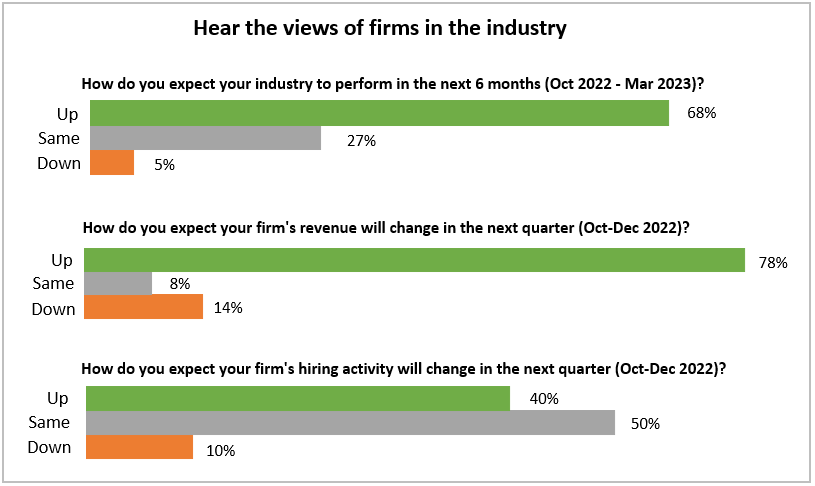 Hear the views of firms in the industry
How do you expect your industry to perform in the next 6 months (Oct 2022 - Mar 2023)?
Up 68%
Same 27%
Down 5%
How do you expect your firm's revenue will change in the next quarter (Oct-Dec 2022)?
Up 78%
Same 8%
Down 14%
How do you expect your firm's hiring activity will change in the next quarter (Oct-Dec 2022)?
Up 40%
Same 50%
Down 10%